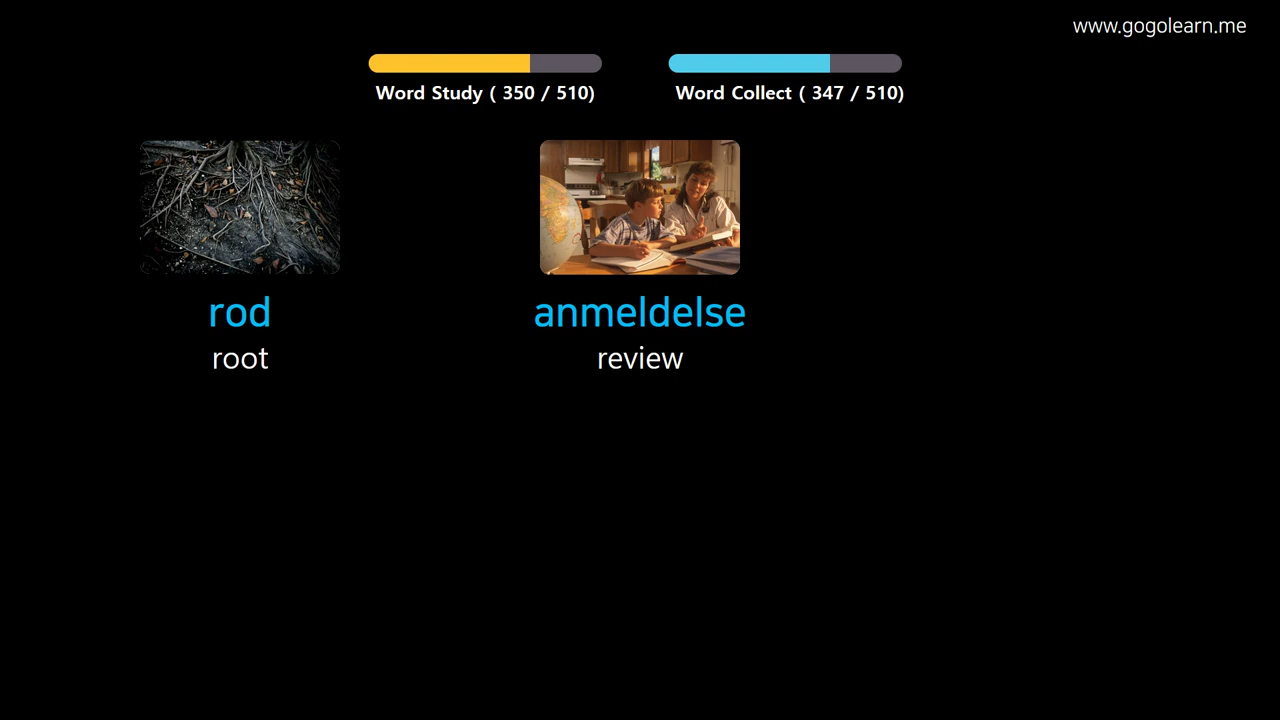 www.gogolearn.me
Word Study ( 350 / 510)
Word Collect ( 347 / 510)
rod
root
anmeldelse
review